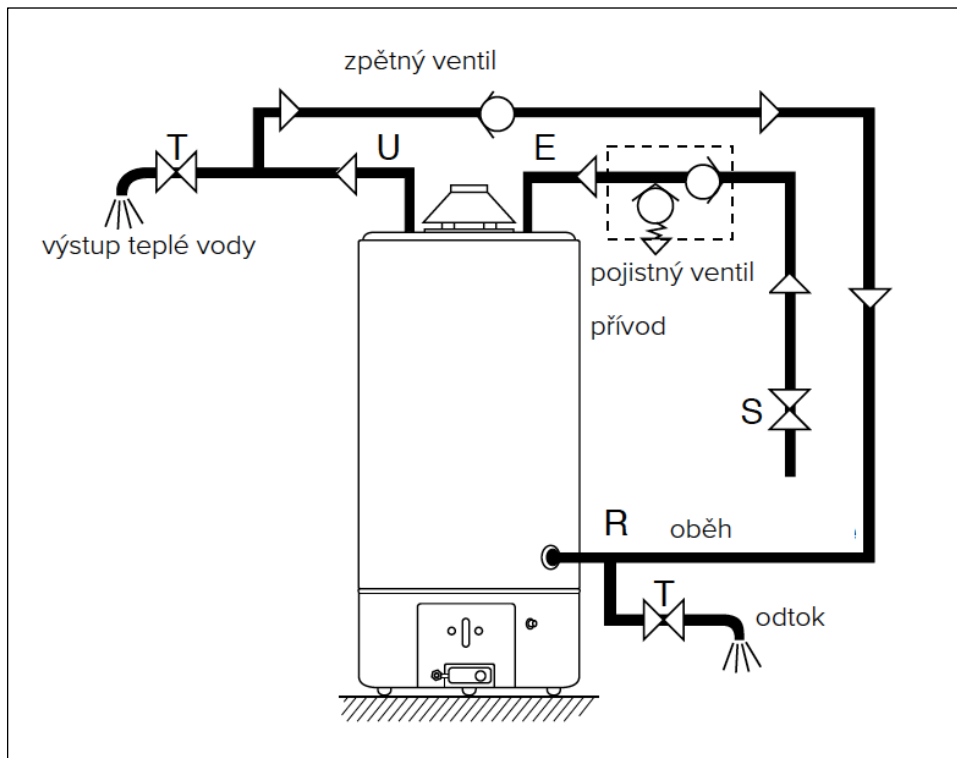 zpětný ventil
T
U
E
výstup teplé vody
pojistný ventil
přívod
S
R
oběh
T
odtok